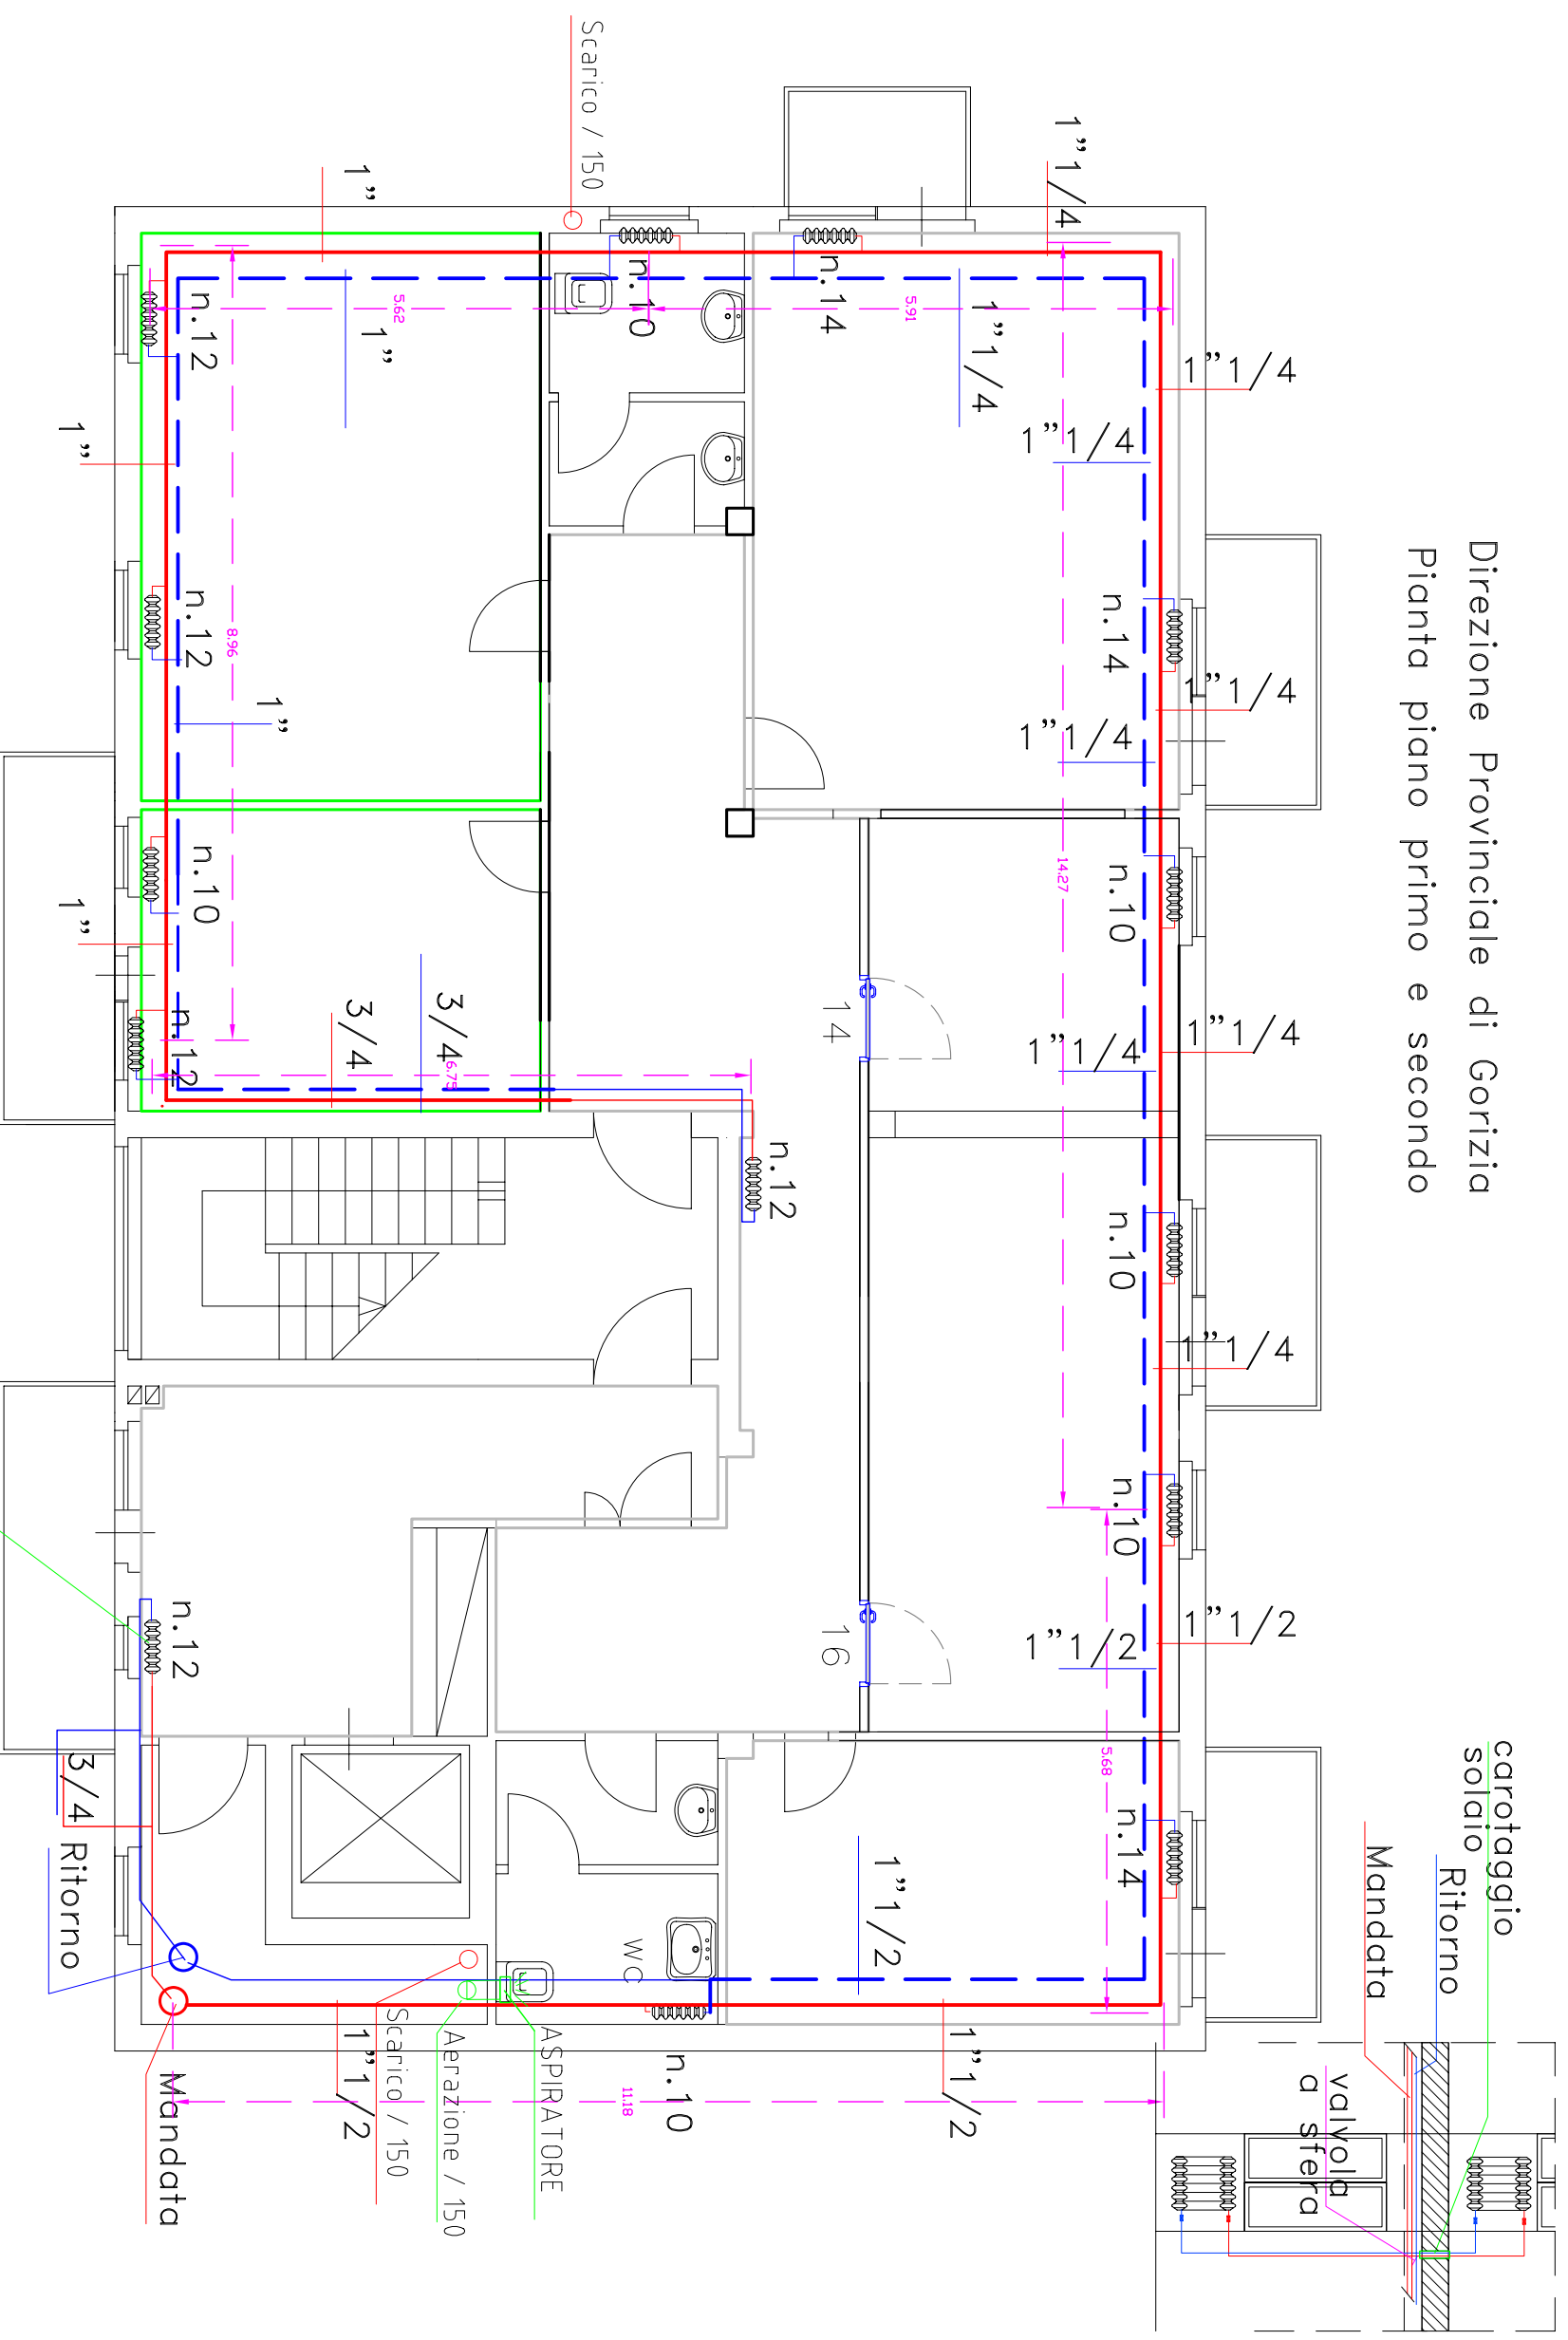 Direzione Provinciale di Gorizia
Pianta piano primo e secondo
carotaggio
solaio
Ritorno
Mandata
valvola
a sfera
1"1/4
1"1/4
1"1/4
1"1/4
1"1/2
1"1/4
1"1/4
1"1/4
1"1/2
n.14
n.10
n.10
n.10
n.14
14.27
5.68
1"1/4
1"1/4
5.91
n.14
14
16
1"1/2
1"1/2
n.12
n.10
Scarico / 150
WC
n.10
11.18
ASPIRATORE
Aerazione / 150
Scarico / 150
1"1/2
5.62
1"
1"
3/4
3/4
6.75
8.96
1"
n.12
n.12
n.10
n.12
n.12
1"
1"
3/4
Ritorno
Mandata